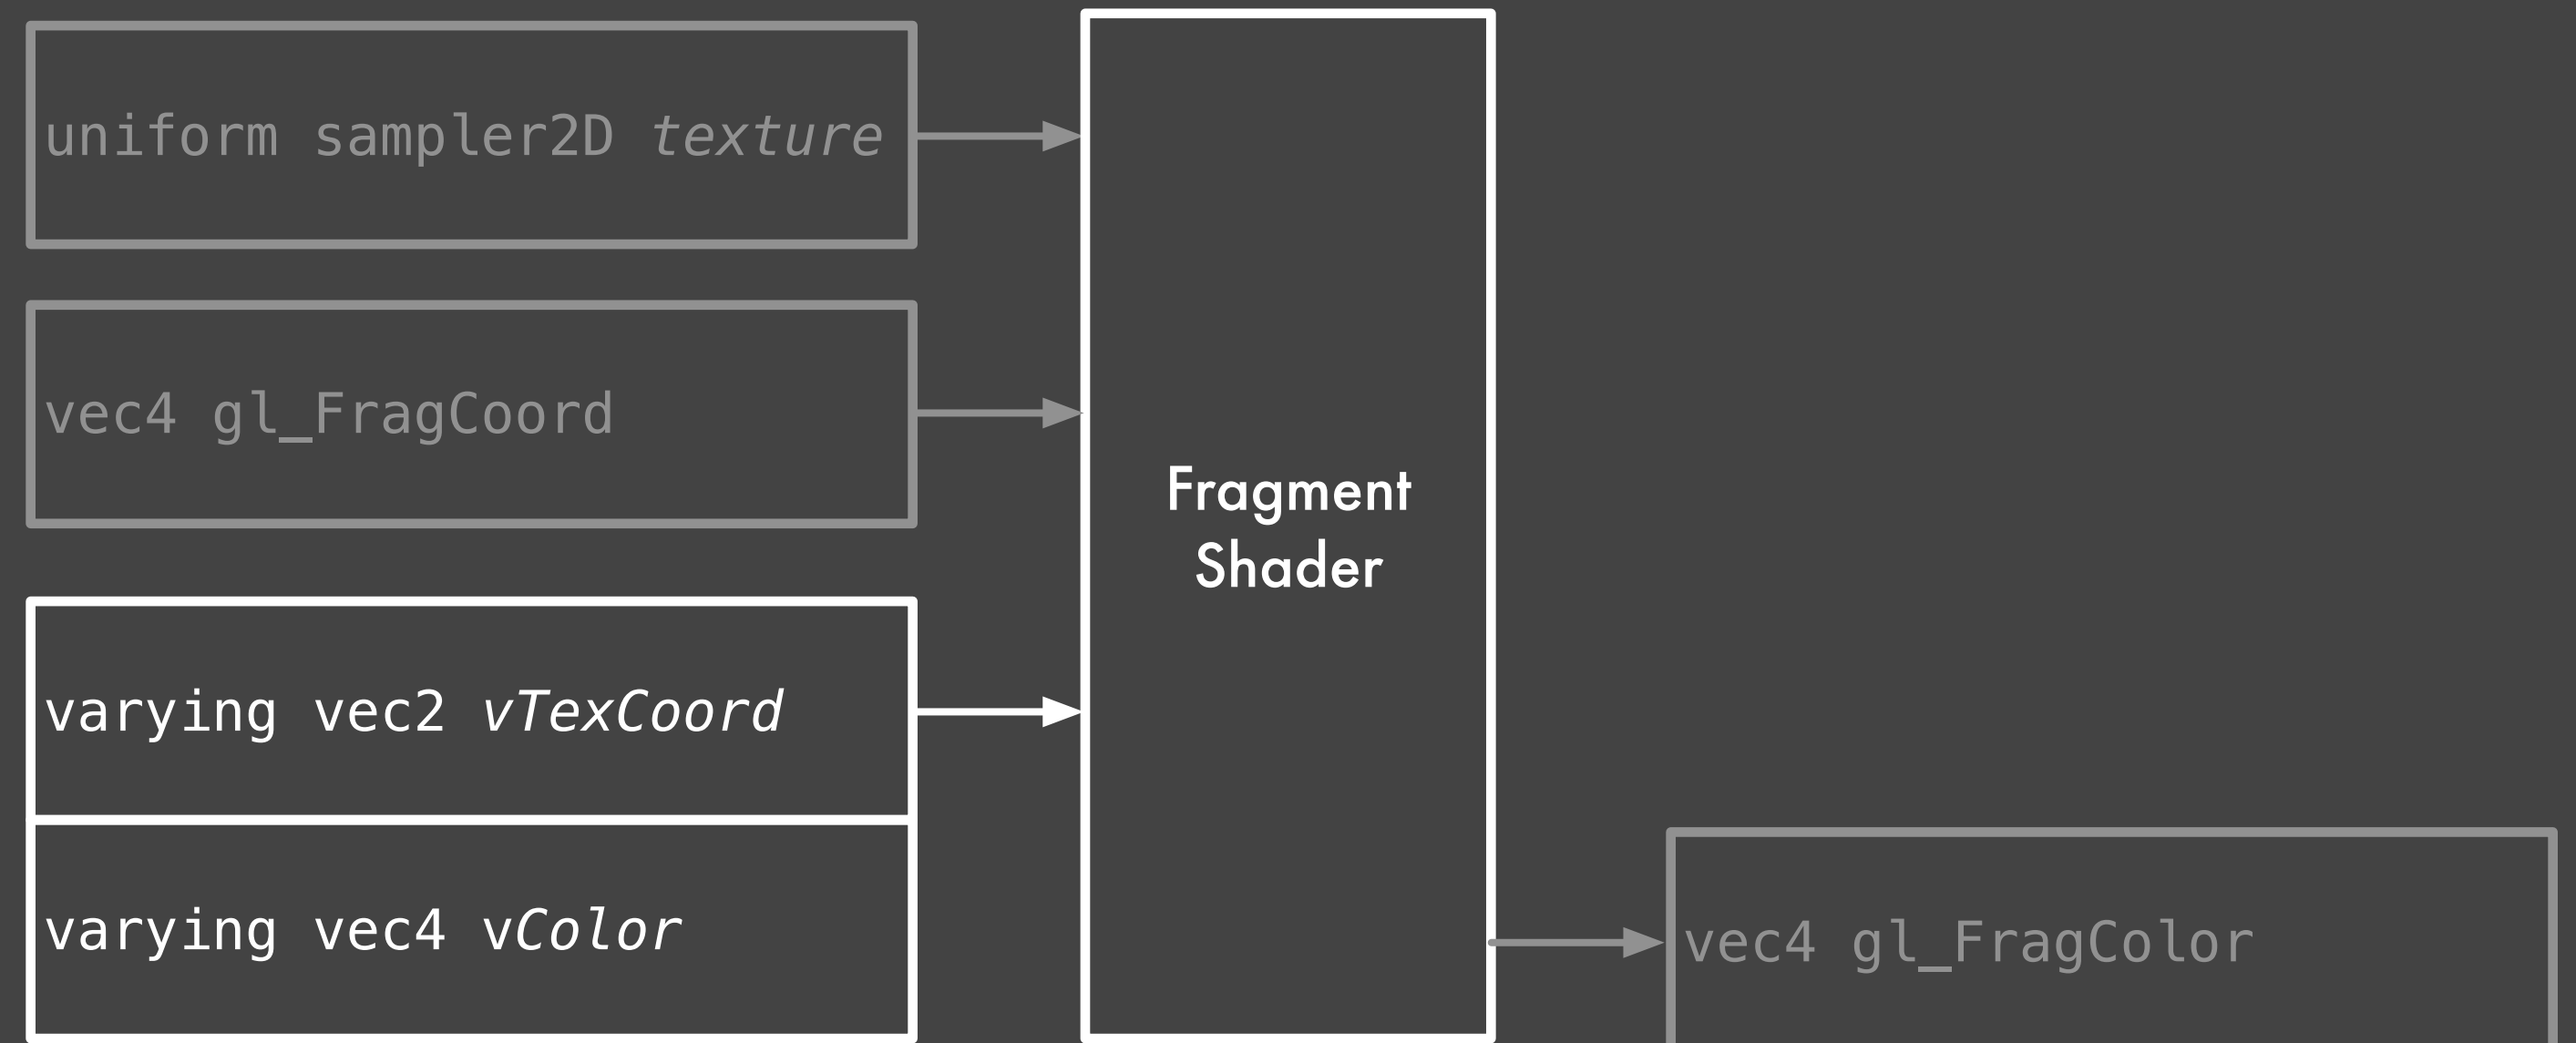 uniform sampler2D texture
vec4 gl_FragCoord
Fragment
Shader
varying vec2 vTexCoord
varying vec4 vColor
vec4 gl_FragColor